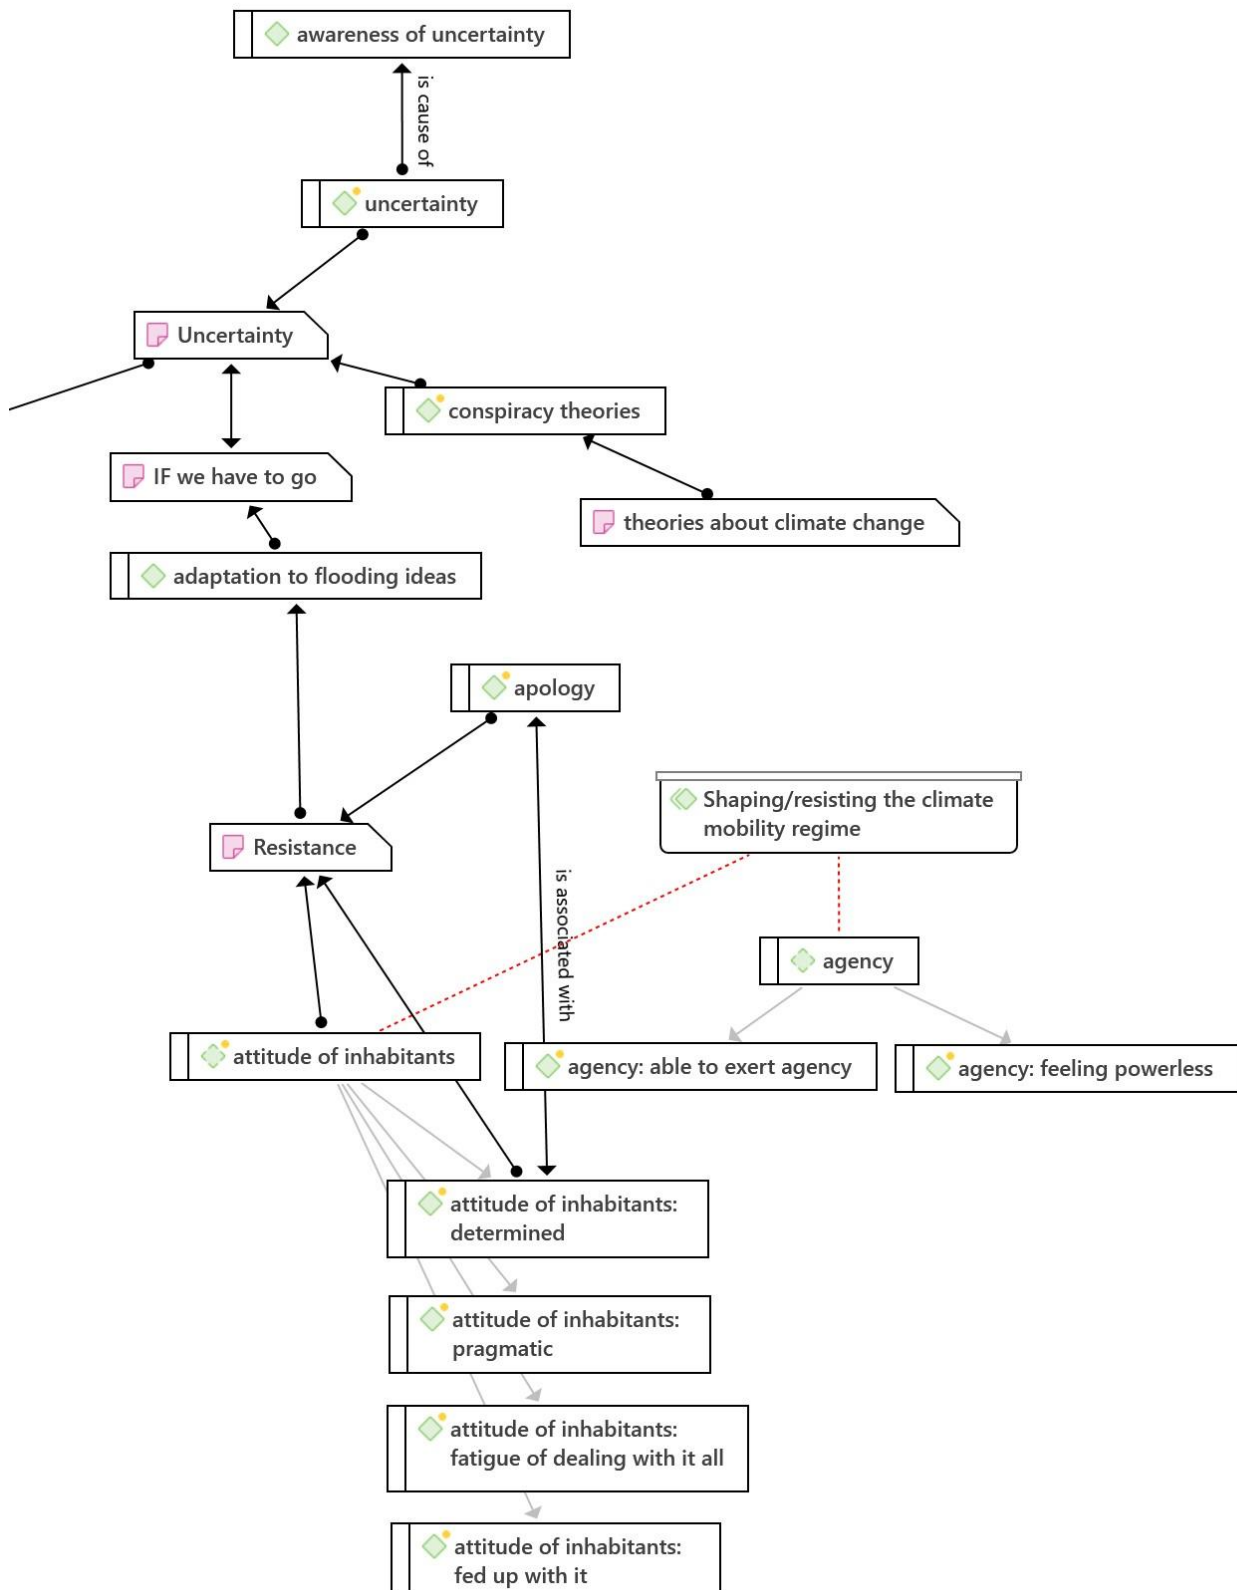 awareness of uncertainty
is cause of
uncertainty
Uncertainty
conspiracy theories
IF we have to go
theories about climate change
adaptation to flooding ideas
apology
Shaping/resisting the climate
mobility regime
Resistance
is associated with
agency
attitude of inhabitants
agency: able to exert agency
agency: feeling powerless
attitude of inhabitants:
determined
attitude of inhabitants:
pragmatic
attitude of inhabitants:
fatigue of dealing with it all
attitude of inhabitants:
fed up with it